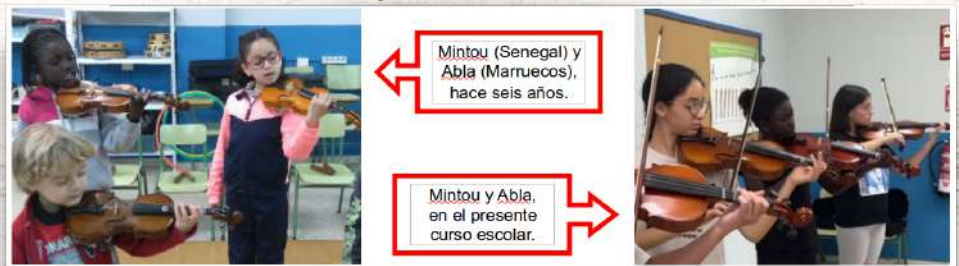 Mintou (Senegal) y
Abla (Marruecos),
hace seis años.
Mintou y Abla,
en el presente
curso escolar.